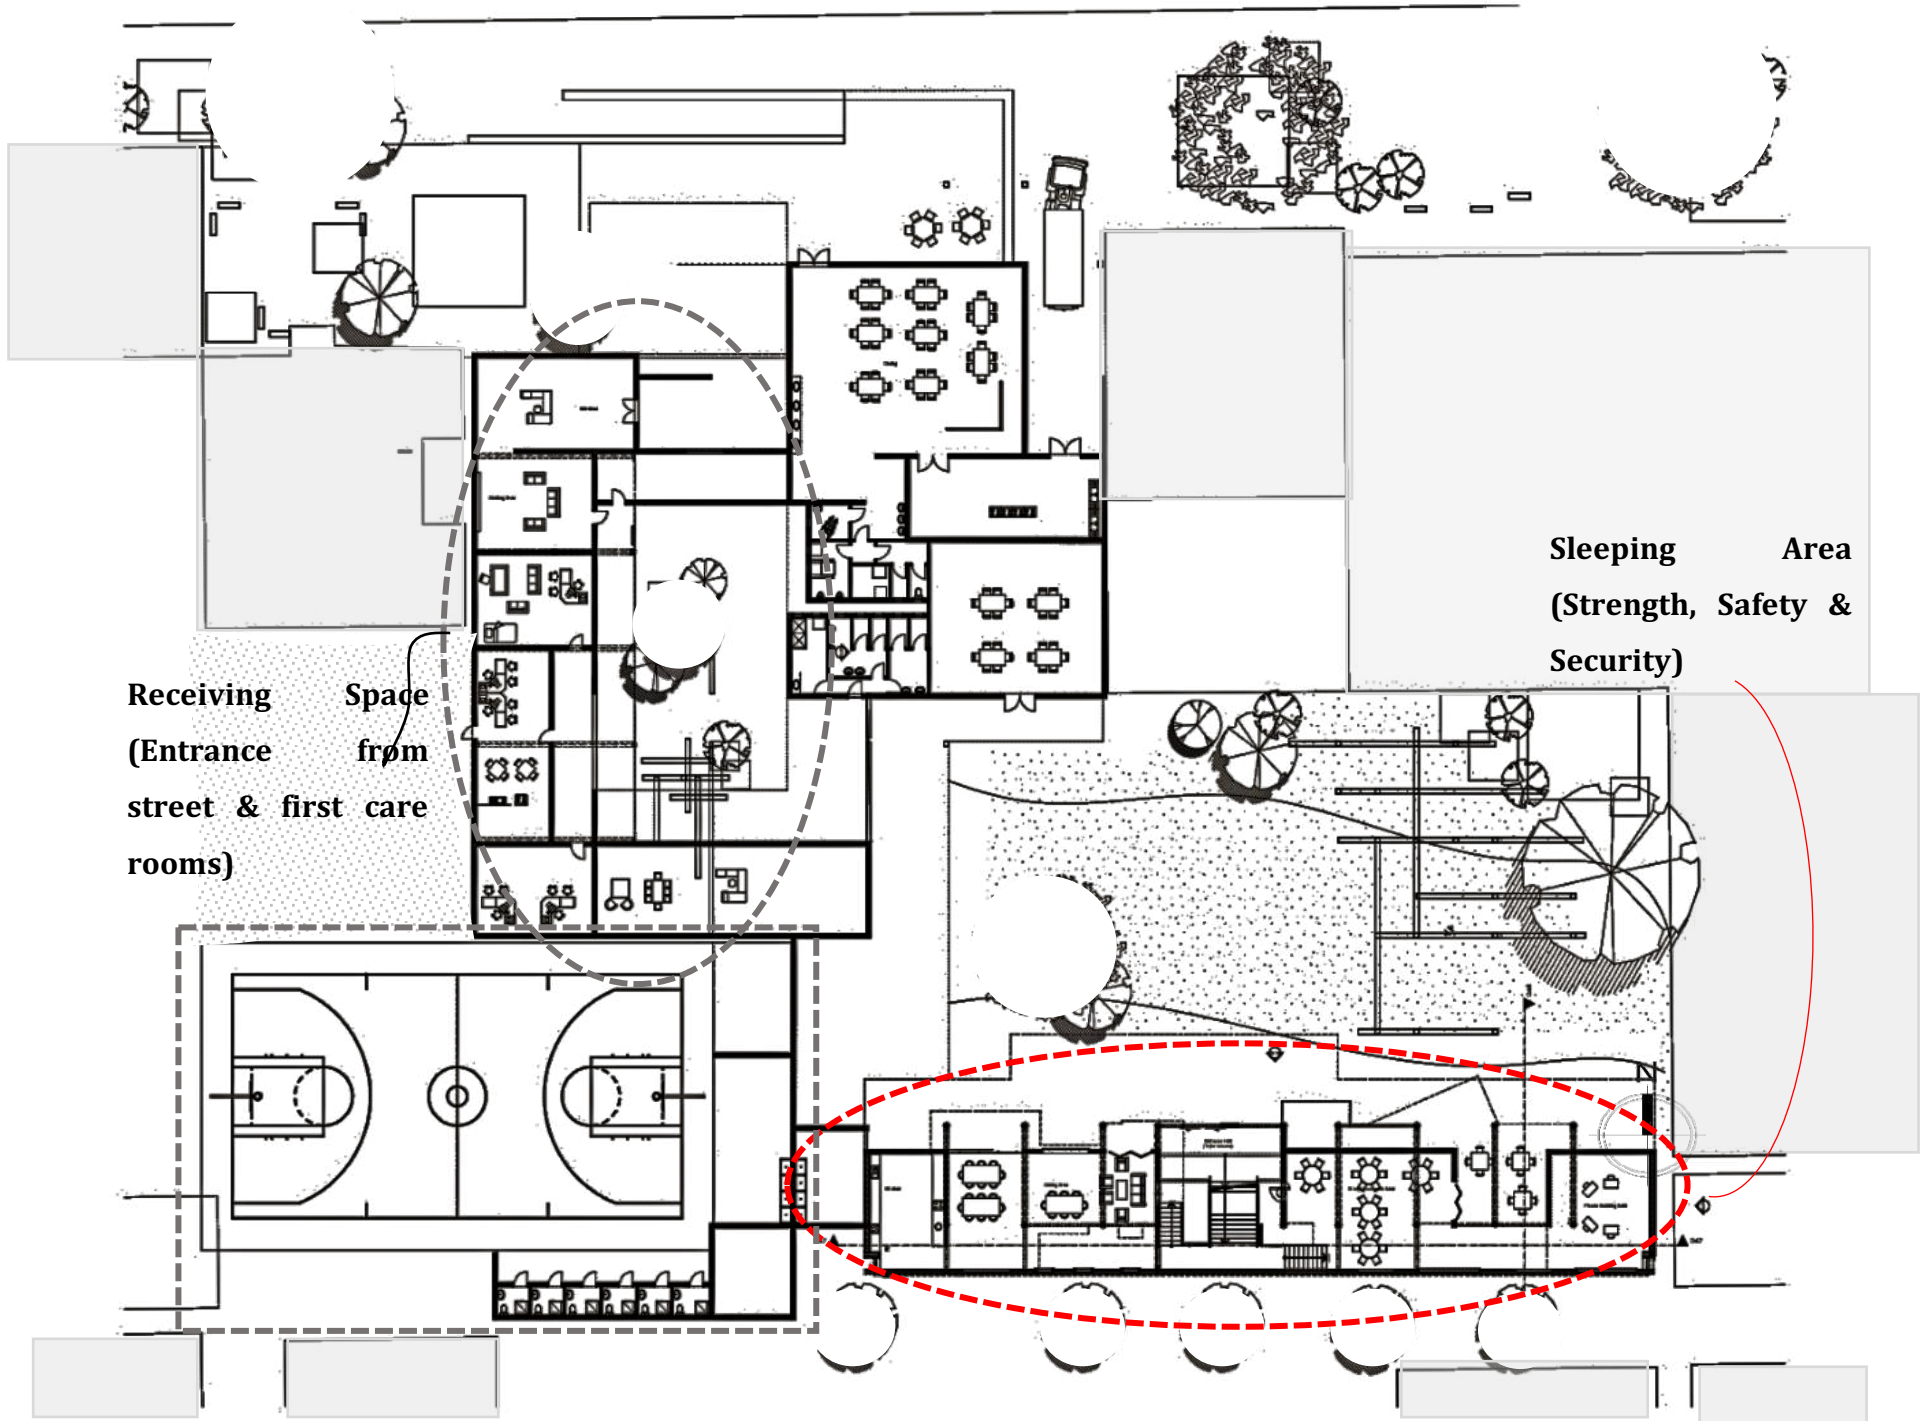 Sleeping Area
(Strength, Safety &
Security)
Receiving Space
(Entrance from
street & first care
rooms)